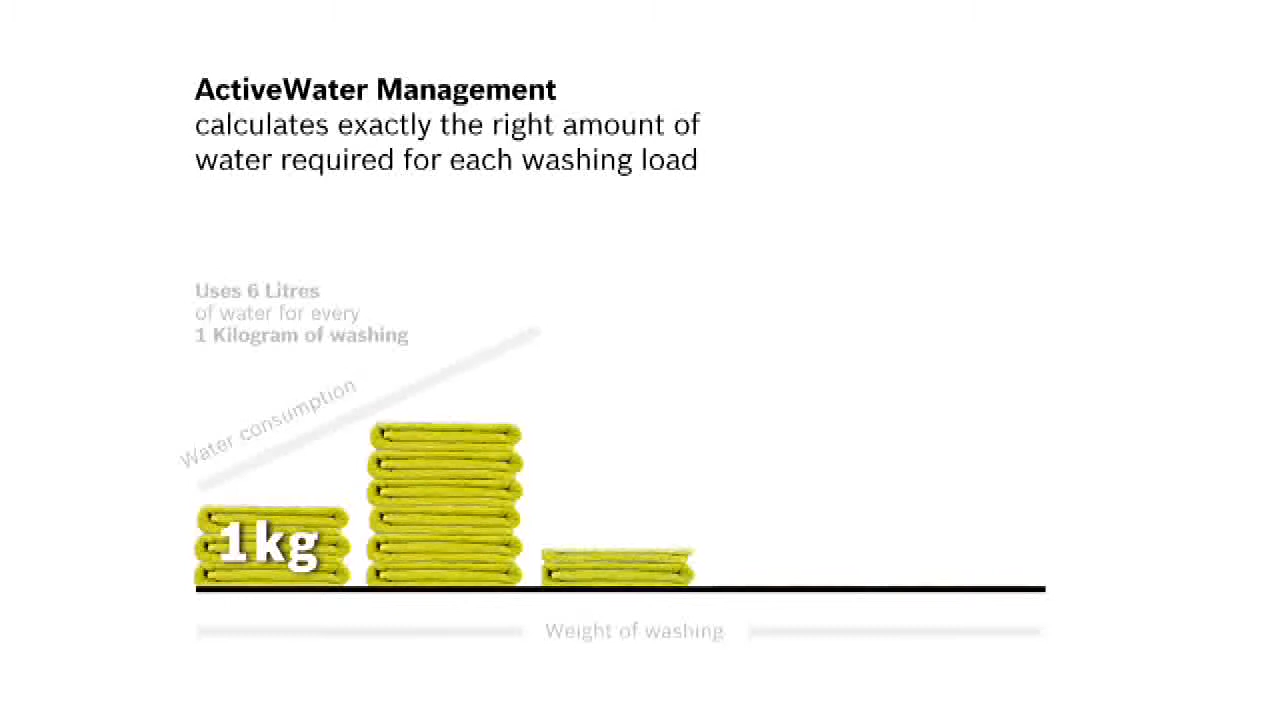 ActiveWater Management
calculates exactly the right amount of
water required for each washing load
Uses 6 Litres
of water for every
1 Kilogram of washing
Water consumption
1kg
Weight of washing